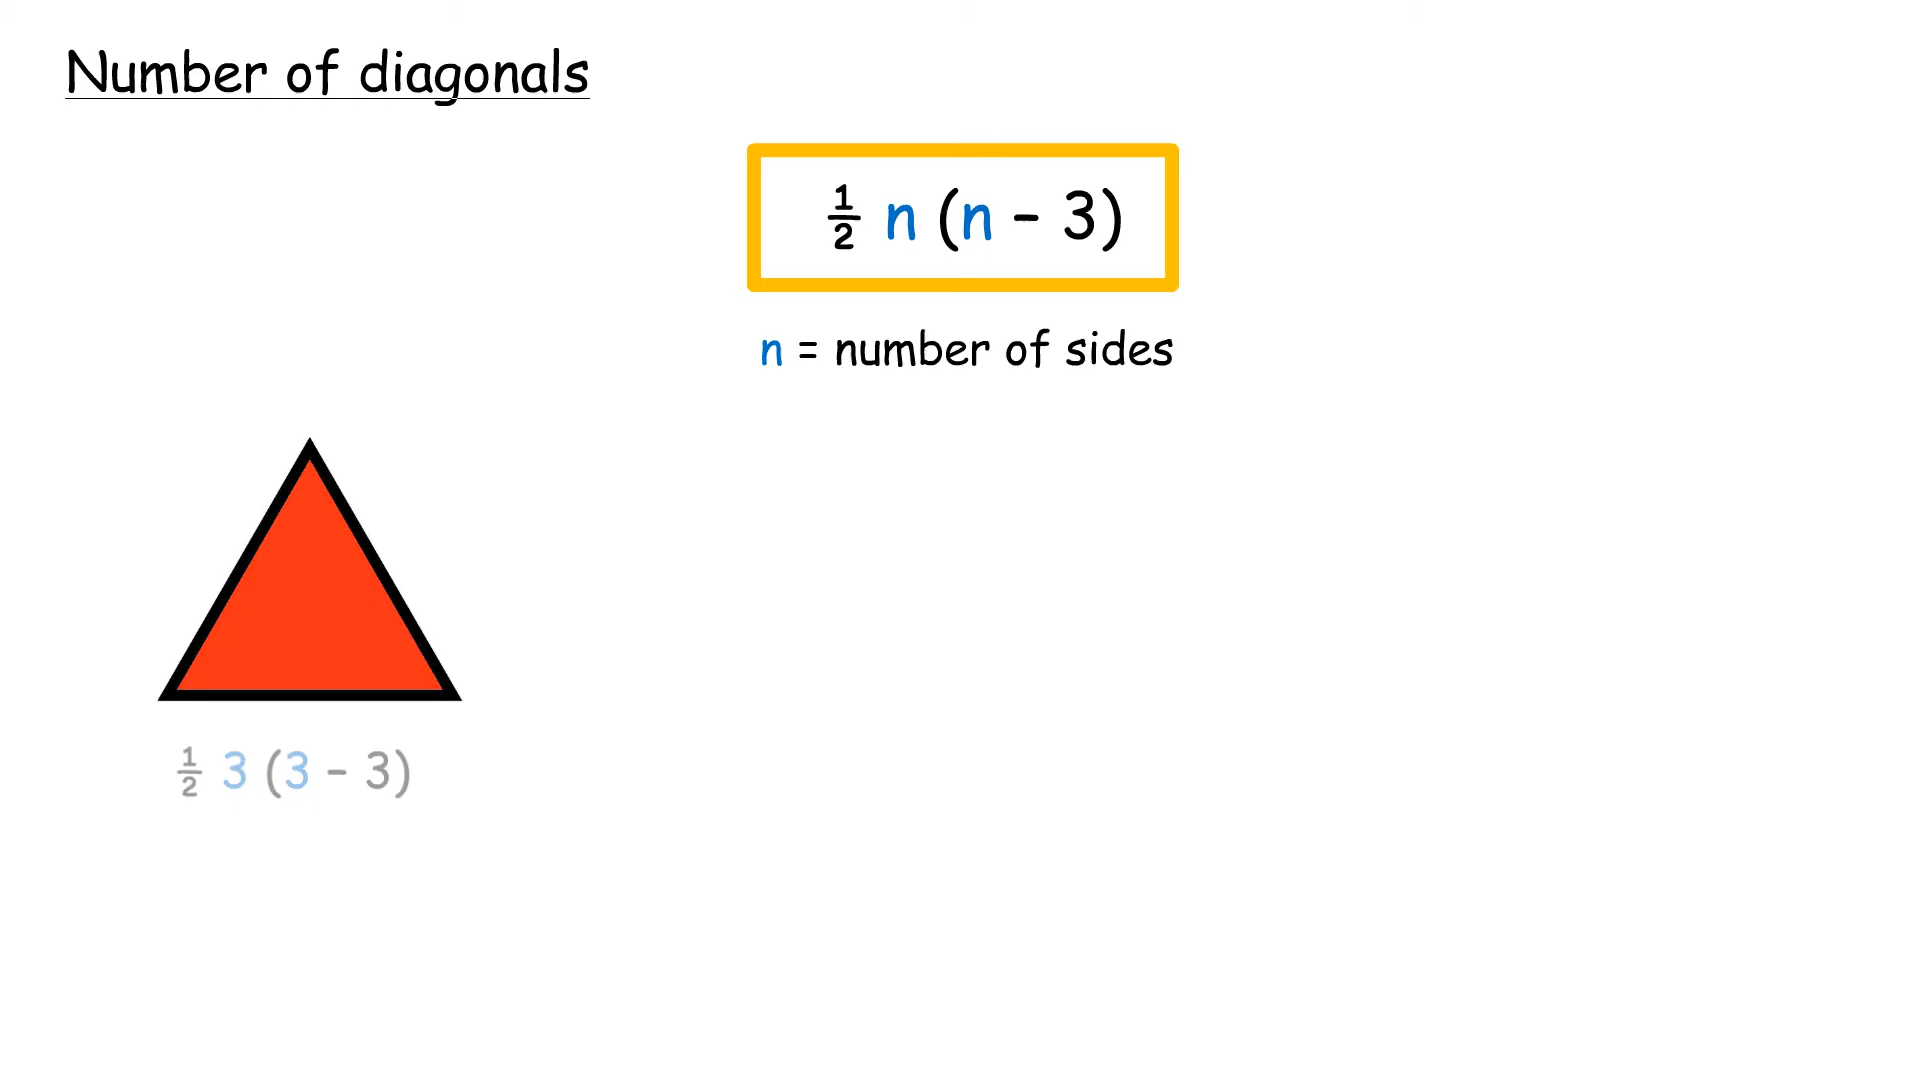 Number of diagonals
½ n (n - 3)
n = number of sides
½ 3 (3 - 3)